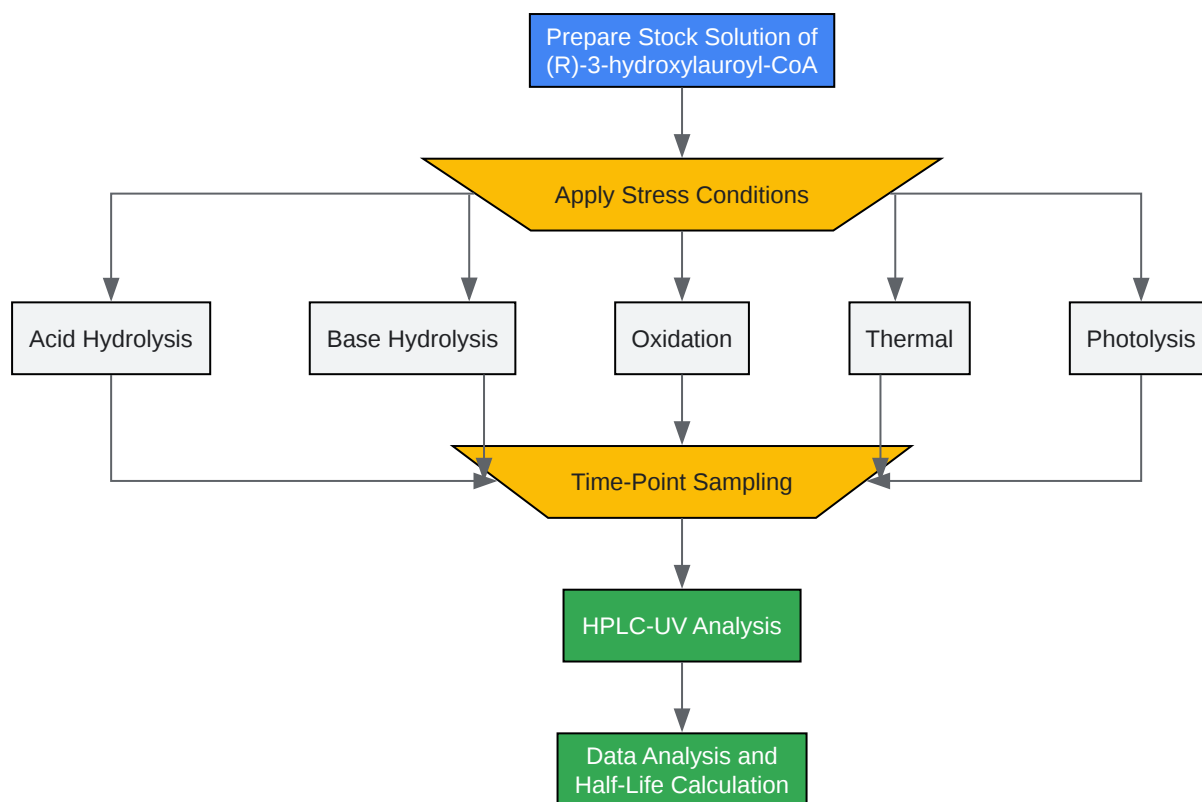 Prepare Stock Solution of
(R)-3-hydroxylauroyl-CoA
Apply Stress Conditions
Acid Hydrolysis
Base Hydrolysis
Oxidation
Thermal
Photolysis
Time-Point Sampling
HPLC-UV Analysis
Data Analysis and
Half-Life Calculation